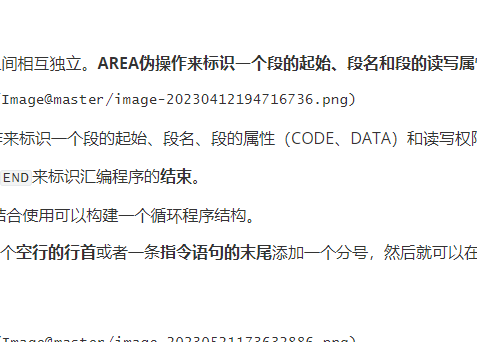 间相互独立。AREA伪操作来标识一个段的起始、段名和段的读写属
Image@master/image-20230412194716736.png)
来标识一个段的起始、段名、段的属性（CODE、DATA）和读写权
END来标识汇编程序的结束。
结合使用可以构建一个循环程序结构。
个空行的行首或者一条指令语句的末尾添加一个分号，然后就可以在
Image@master/image-20230521173632886.png)